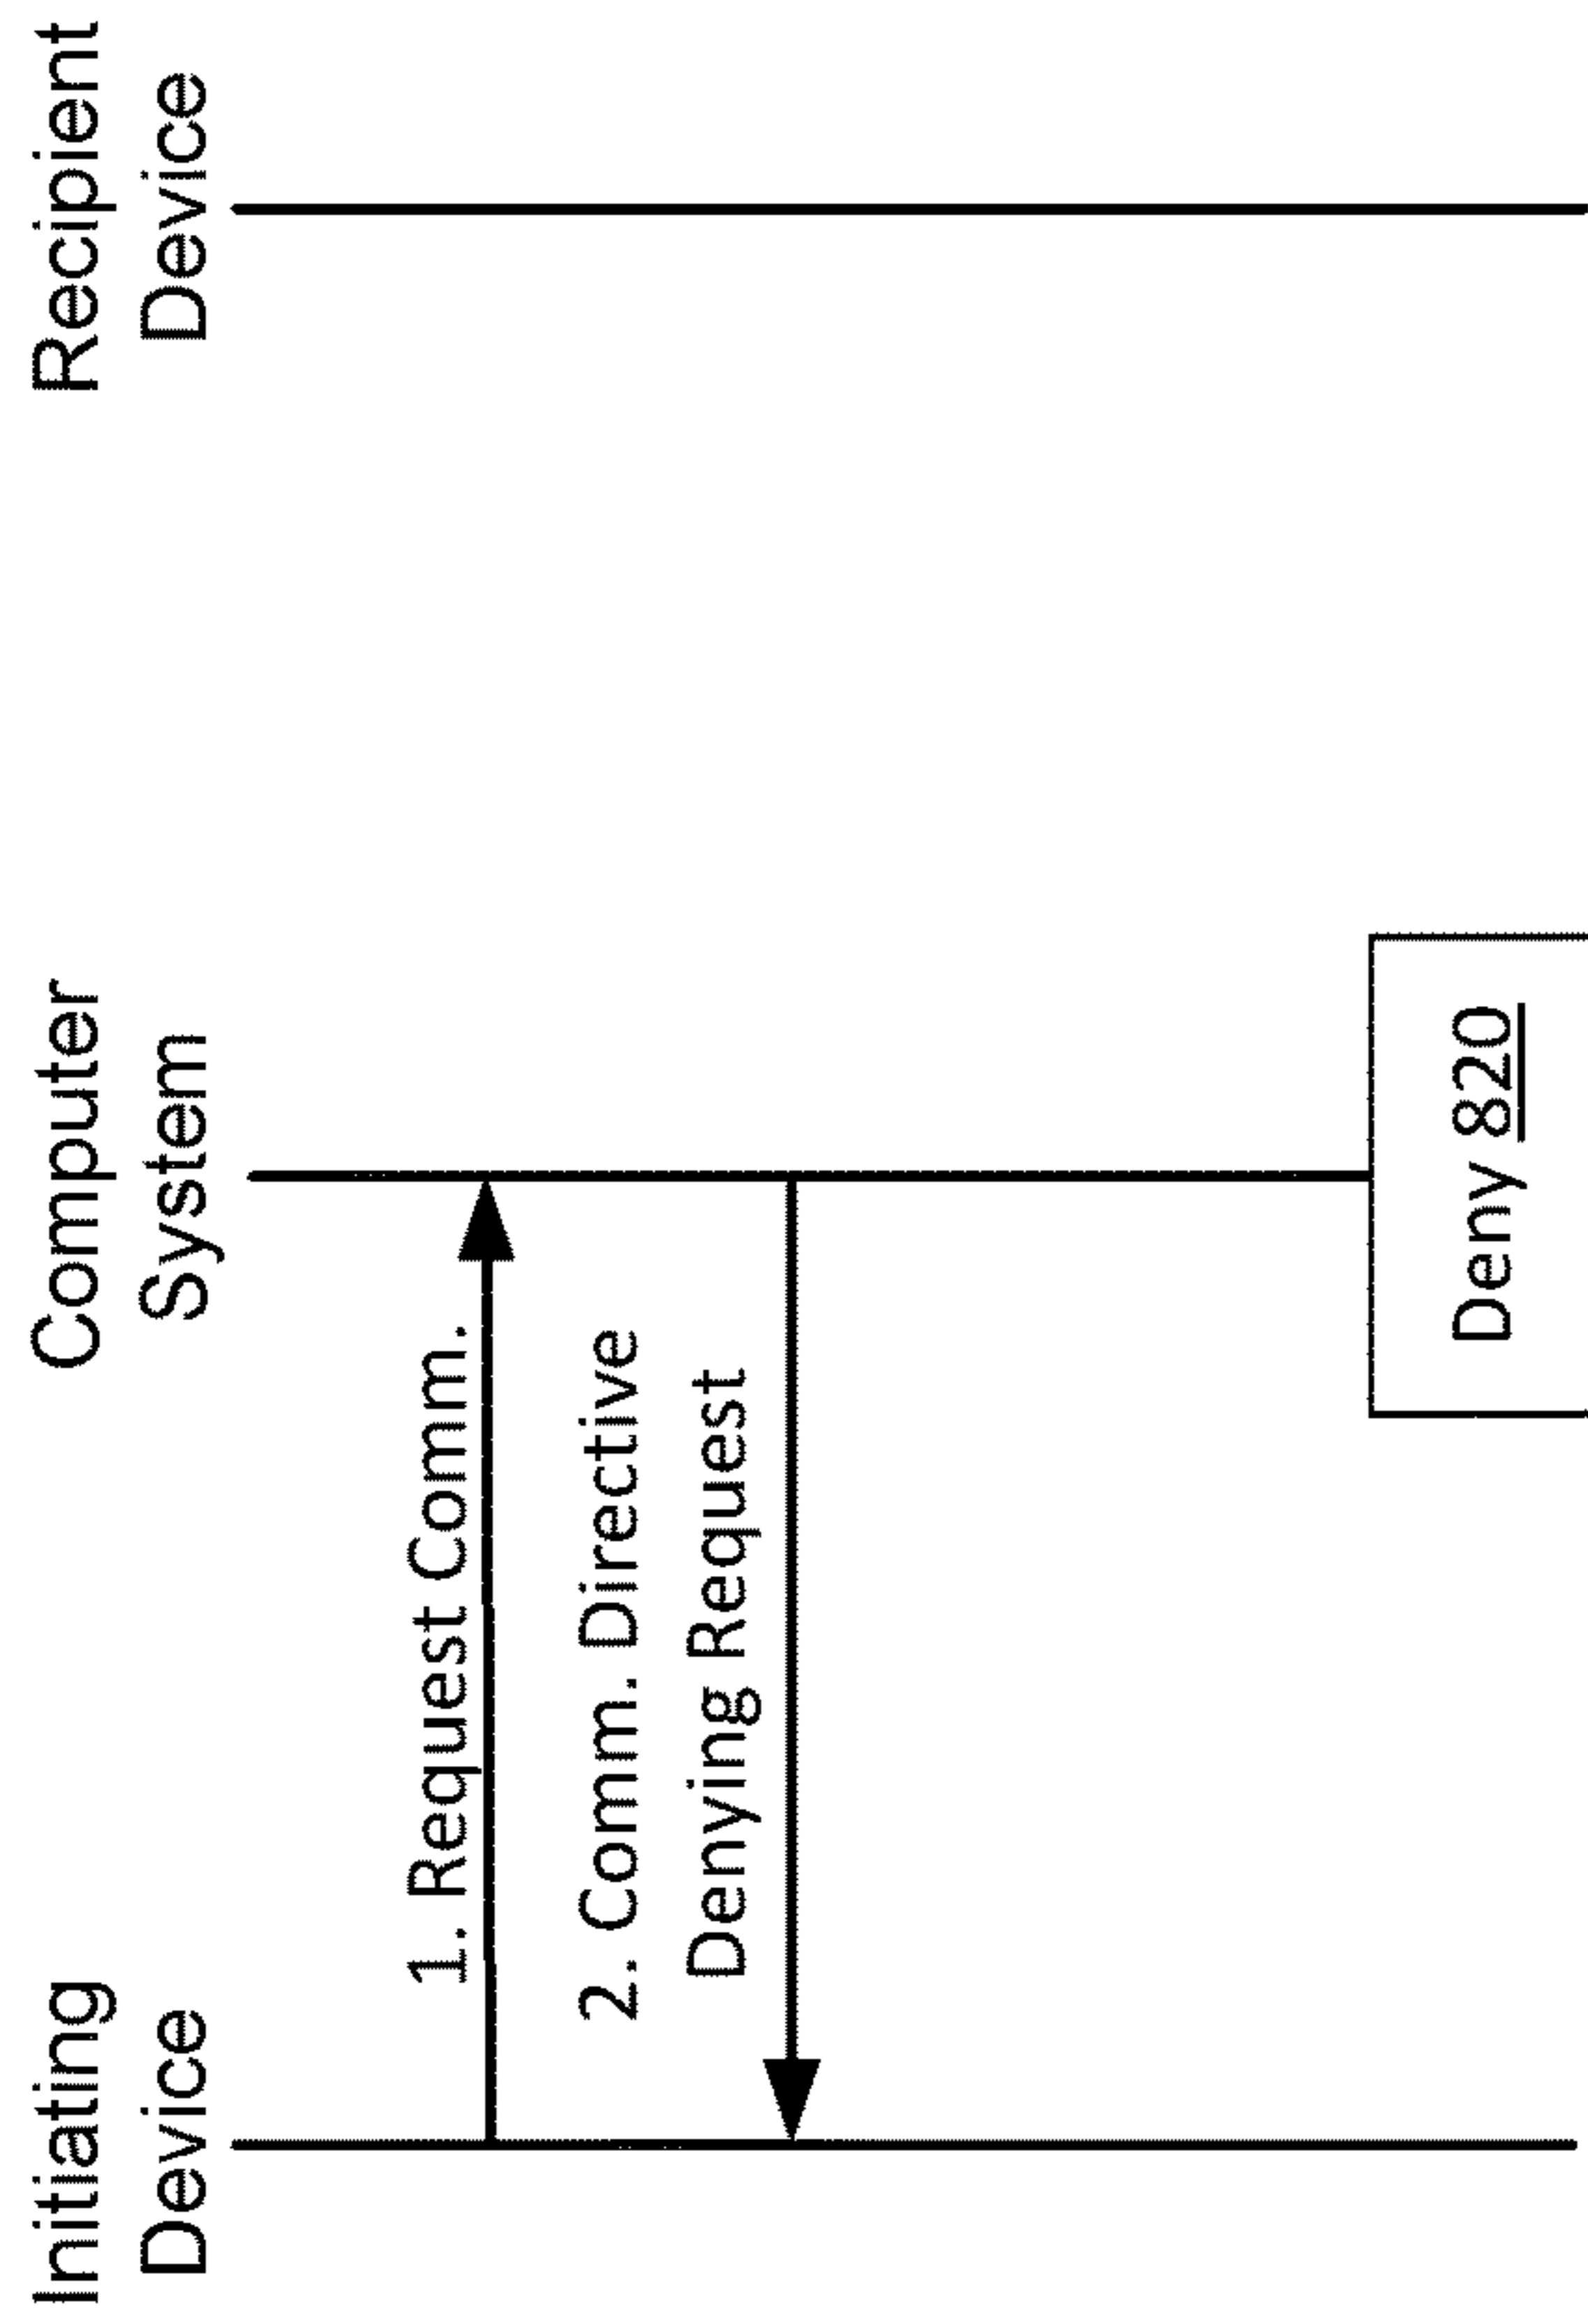 Initiating
Device
Computer
System
Recipient
Device
1. Request Comm.
2. Comm. Directive
Denying Request
Deny 820